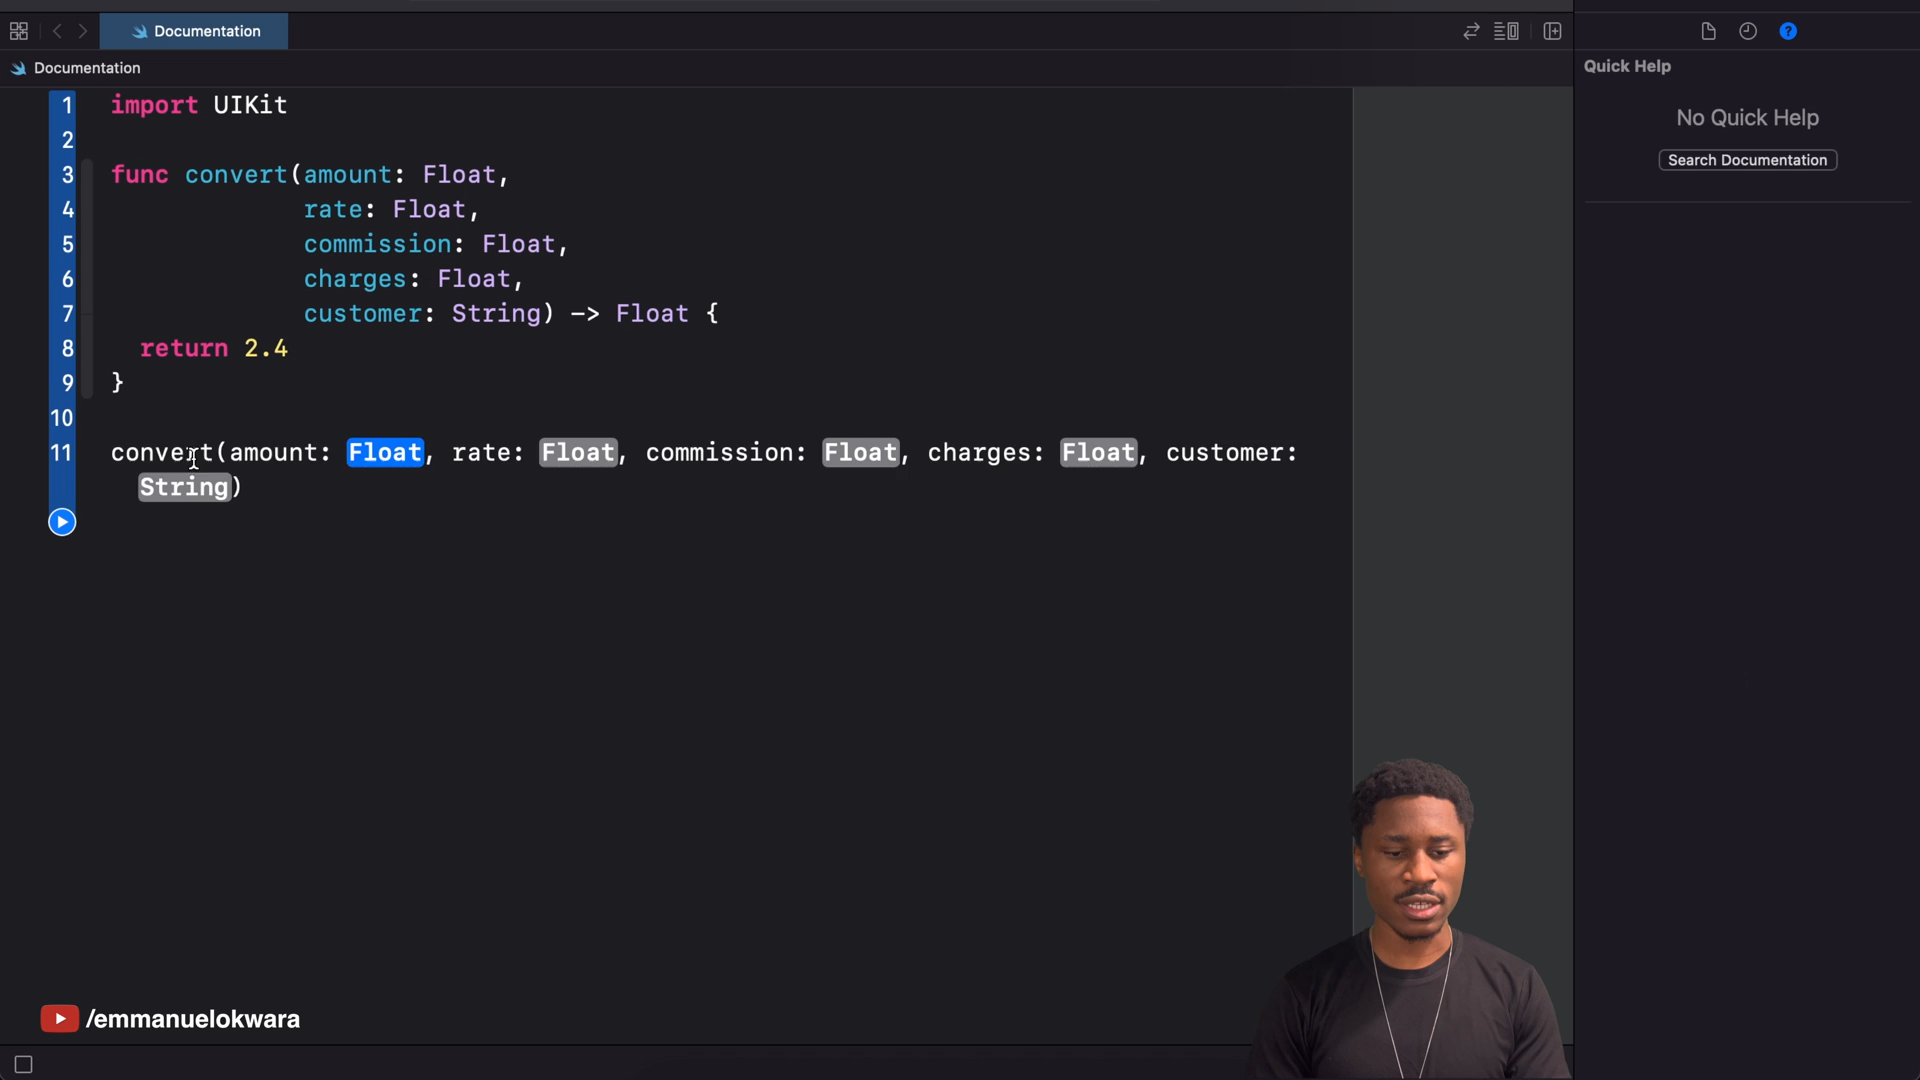 Documentation
Documentation
Quick Help
No Quick Help
Search Documentation
1 import UIKit
2
3 func convert(amount: Float,
4 rate: Float,
5 commission: Float,
6 charges: Float,
7 customer: String) -> Float {
8 return 2.4
9 }
10
11 convert(amount: Float, rate: Float, commission: Float, charges: Float, customer:
String)
/emmanuelokwara